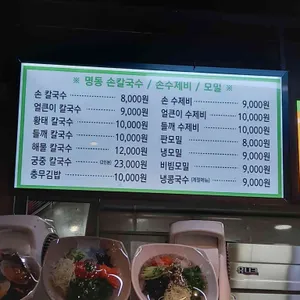 ※ 명동 손칼국수 / 손수제비 / 모밀 ※
손 칼국수 8,000원
얼큰이 칼국수 9,000원
황태 칼국수 10,000원
들깨 칼국수 10,000원
해물 칼국수 12,000원
궁중 칼국수 23,000원
충무김밥 10,000원
손 수제비 9,000원
얼큰이 수제비 10,000원
들깨 수제비 10,000원
판모밀 8,000원
냉모밀 9,000원
비빔모밀 9,000원
냉콩국수 (계절메뉴) 9,000원